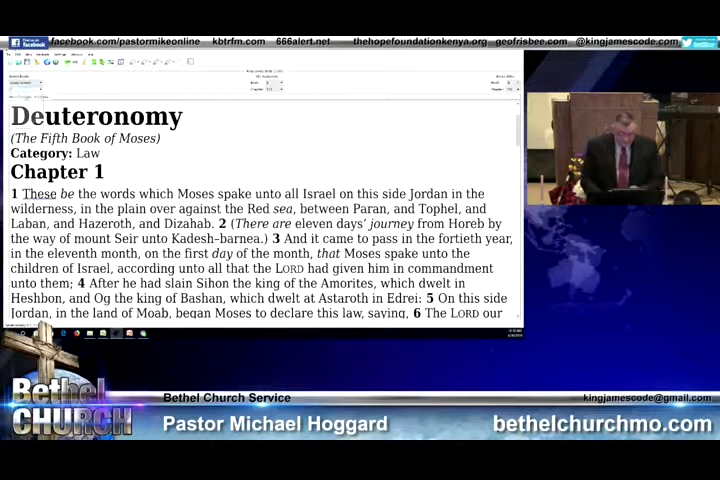 Find us on
facebook
facebook.com/pastormikeonline kbtrfm.com 666alert.net thehopefoundationkenya.org geofrisbee.com @kingjamescode
twitter
Deuteronomy
(The Fifth Book of Moses)
Category: Law
Chapter 1
1 These be the words which Moses spake unto all Israel on this side Jordan in the
wilderness, in the plain over against the Red sea, between Paran, and Tophel, and
Laban, and Hazeroth, and Dizahab. 2 (There are eleven days’ journey from Horeb by
the way of mount Seir unto Kadesh–barnea.) 3 And it came to pass in the fortieth year,
in the eleventh month, on the first day of the month, that Moses spake unto the
children of Israel, according unto all that the LORD had given him in commandment
unto them; 4 After he had slain Sihon the king of the Amorites, which dwelt in
Heshbon, and Og the king of Bashan, which dwelt at Astaroth in Edrei: 5 On this side
Jordan, in the land of Moab, began Moses to declare this law, saying, 6 The LORD our
Bethel
CHURCH
Bethel Church Service
kingjamescode@gmail.com
Pastor Michael Hoggard
bethelchurchmo.com